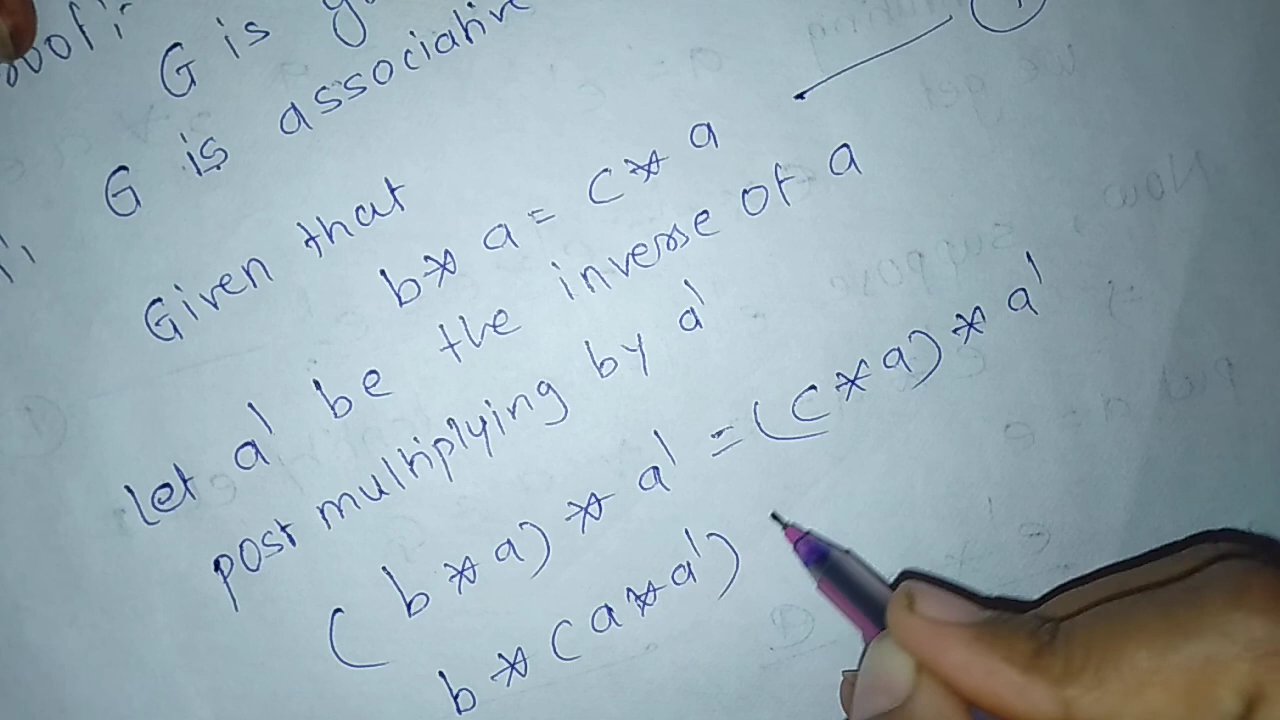 G is
G is associative
Given that
b * a = c * a
let a' be the inverse of a
post multiplying by a'
( b * a) * a' = (c * a) * a'
b * (a * a')